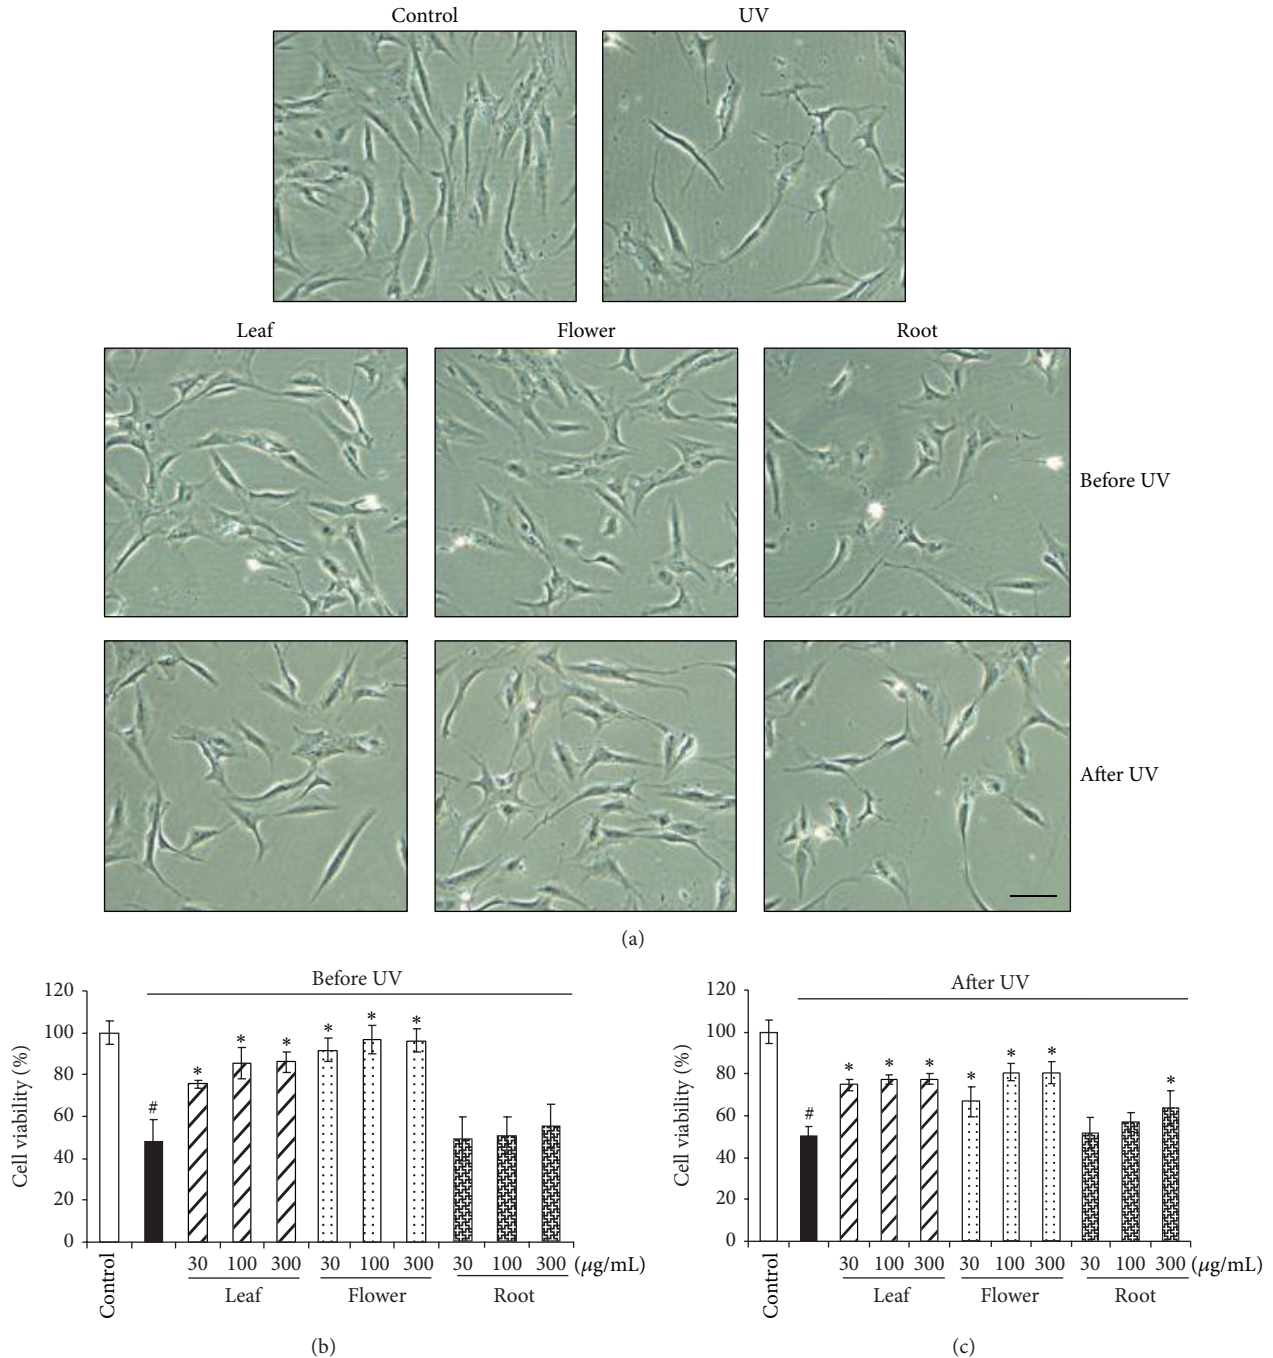 Control UV
Leaf Flower Root
Before UV
After UV
(a)
Before UV
120
100
80
60
40
20
0
Cell viability (%)
#
* * * * * *
Control
30 100 300 30 100 300 30 100 300 (μg/mL)
Leaf Flower Root
(b)
After UV
120
100
80
60
40
20
0
Cell viability (%)
#
* * * * * * *
Control
30 100 300 30 100 300 30 100 300 (μg/mL)
Leaf Flower Root
(c)